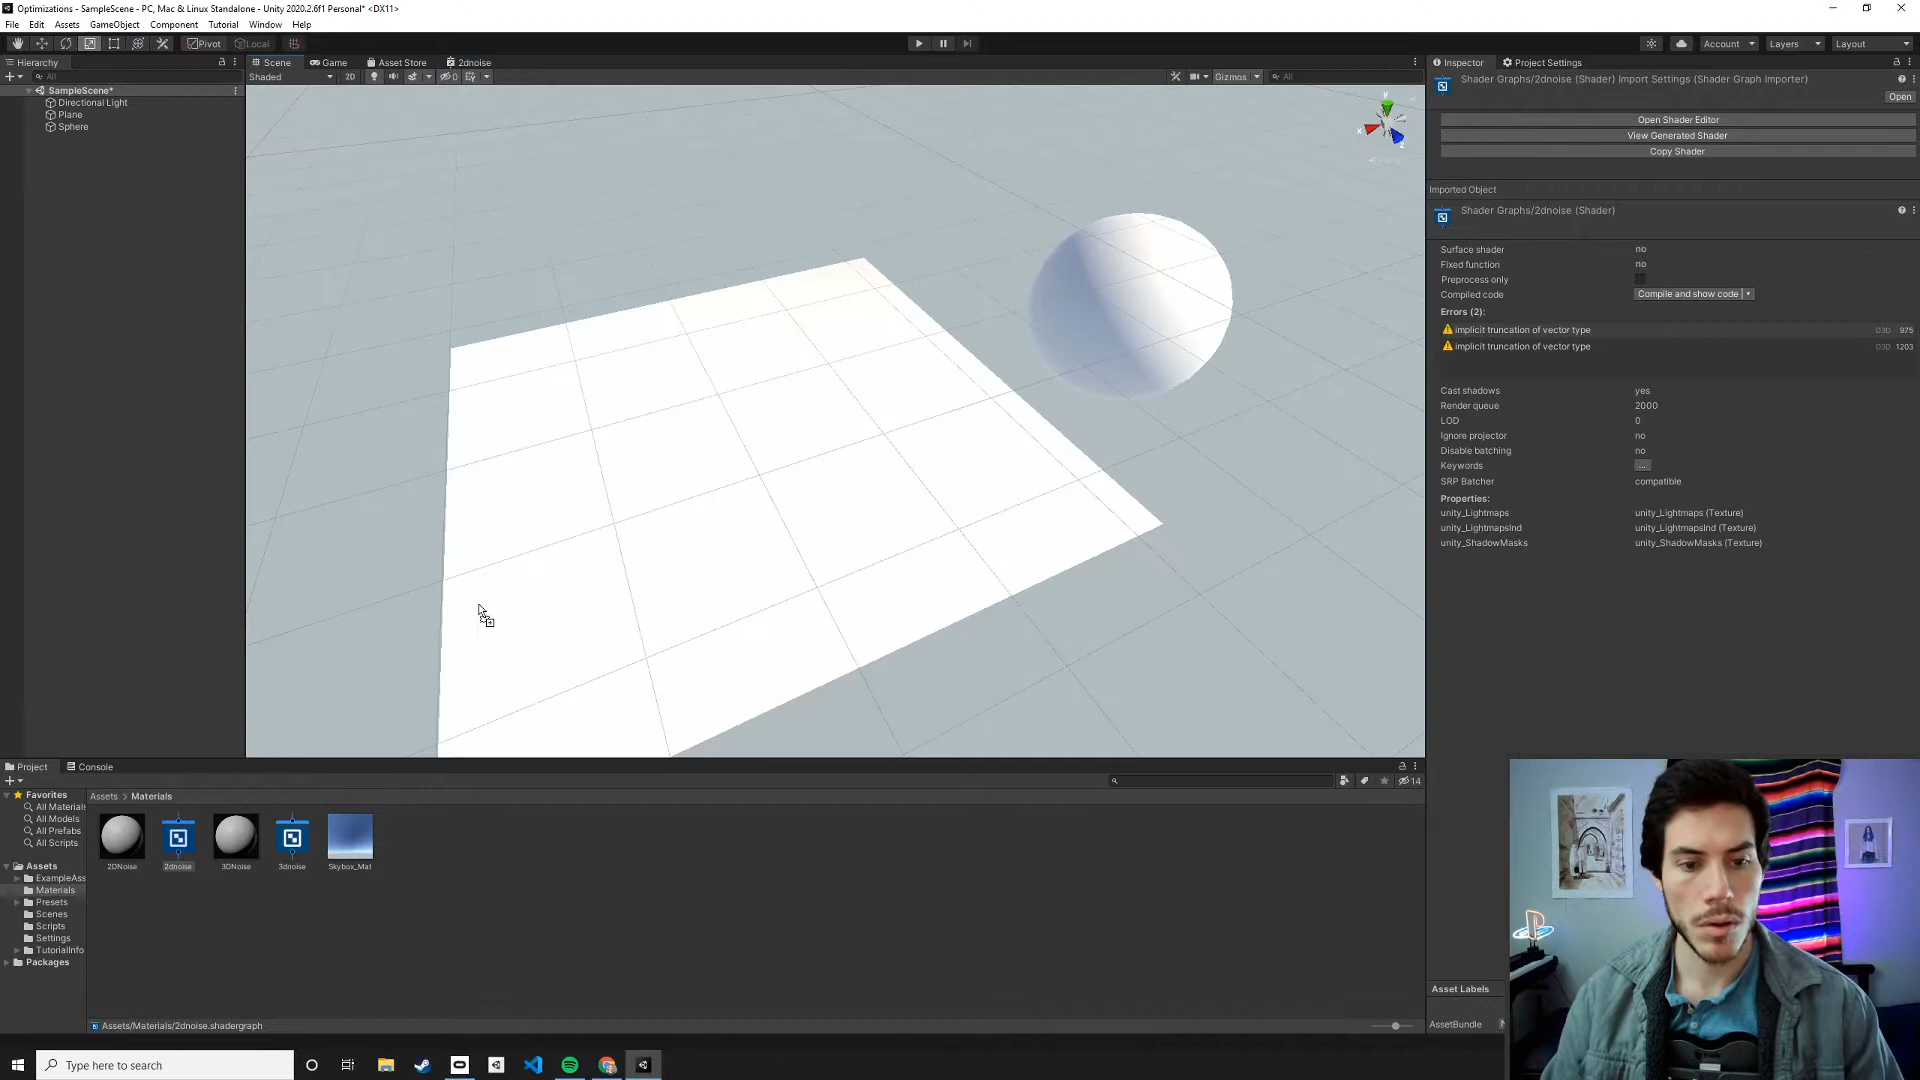 Optimizations - SampleScene - PC, Mac & Linux Standalone - Unity 2020.2.6f1 Personal* <DX11>
File Edit Assets GameObject Component Tutorial Window Help
Pivot Local Account Layers Layout
Hierarchy
All
SampleScene*
Directional Light
Plane
Sphere
Scene Game Asset Store 2dnoise
Shaded 2D 0 Gizmos All
y
x
z
Inspector Project Settings
Shader Graphs/2dnoise (Shader) Import Settings (Shader Graph Importer)
Open
Open Shader Editor
View Generated Shader
Copy Shader
Imported Object
Shader Graphs/2dnoise (Shader)
Surface shader no
Fixed function no
Preprocess only
Compiled code Compile and show code
Errors (2):
implicit truncation of vector type D3D 975
implicit truncation of vector type D3D 1203
Cast shadows yes
Render queue 2000
LOD 0
Ignore projector no
Disable batching no
Keywords ...
SRP Batcher compatible
Properties:
unity_Lightmaps unity_Lightmaps (Texture)
unity_LightmapsInd unity_LightmapsInd (Texture)
unity_ShadowMasks unity_ShadowMasks (Texture)
Project Console
14
Favorites
All Materials
All Models
All Prefabs
All Scripts
Assets
ExampleAss
Materials
Presets
Scenes
Scripts
Settings
TutorialInfo
Packages
Assets > Materials
2DNoise 2dnoise 3DNoise 3dnoise Skybox_Mat
Assets/Materials/2dnoise.shadergraph
Asset Labels
AssetBundle N
Type here to search